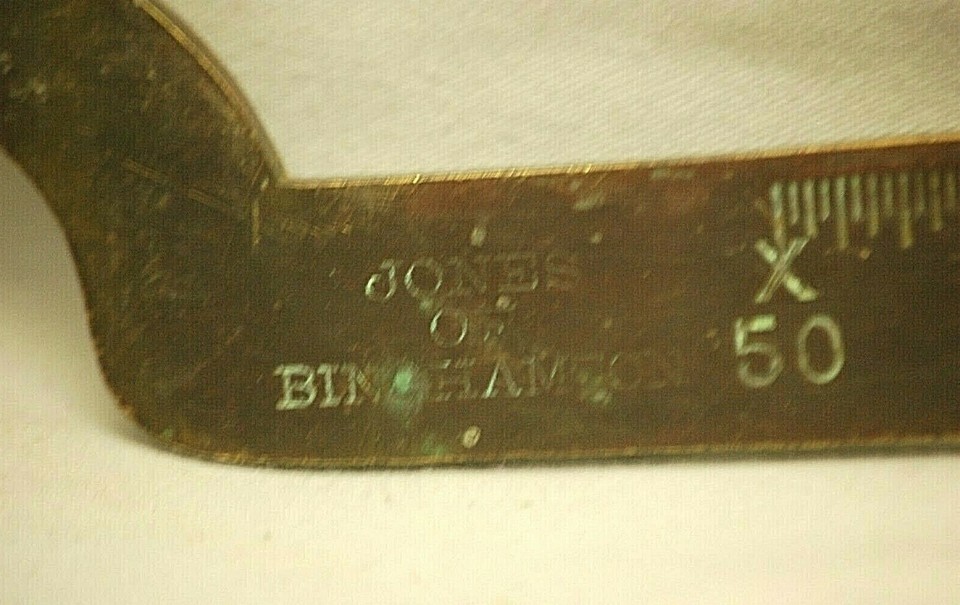 JONES
OF
BINGHAMTON
X
50